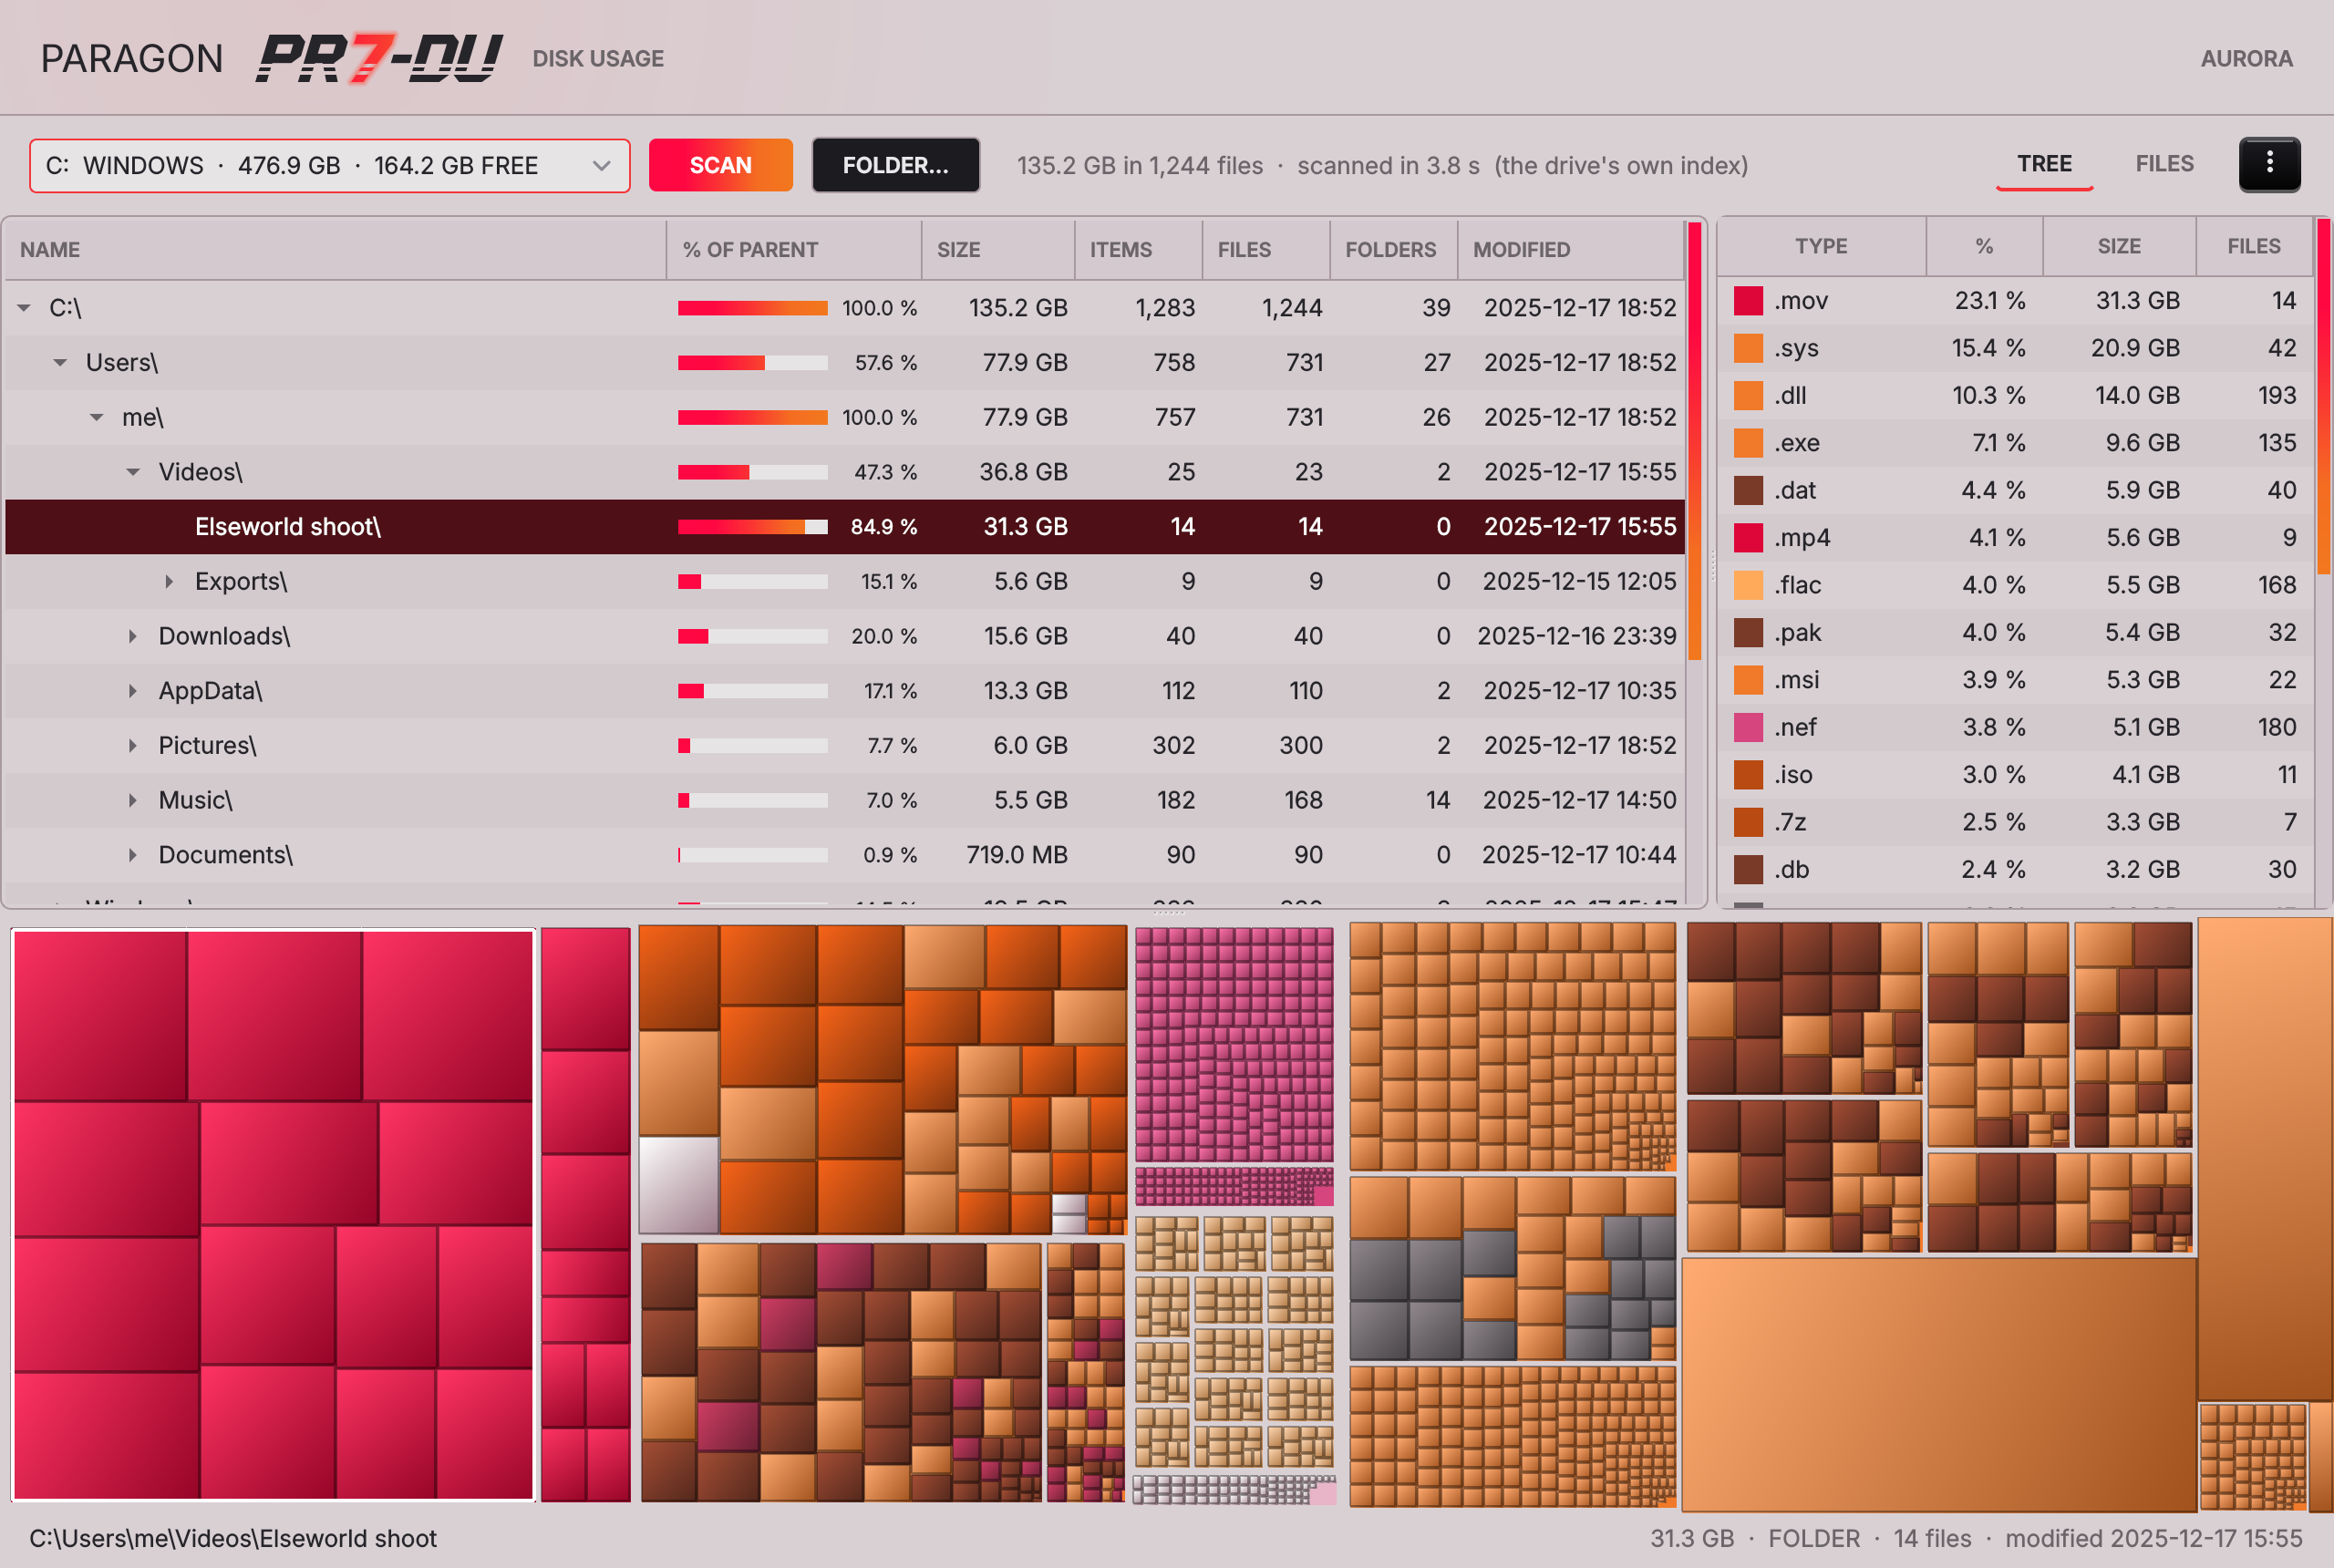 PARAGON PR7-DU DISK USAGE AURORA
C: WINDOWS · 476.9 GB · 164.2 GB FREE SCAN FOLDER... 135.2 GB in 1,244 files · scanned in 3.8 s (the drive's own index) TREE FILES
NAME % OF PARENT SIZE ITEMS FILES FOLDERS MODIFIED
C:\ 100.0 % 135.2 GB 1,283 1,244 39 2025-12-17 18:52
Users\ 57.6 % 77.9 GB 758 731 27 2025-12-17 18:52
me\ 100.0 % 77.9 GB 757 731 26 2025-12-17 18:52
Videos\ 47.3 % 36.8 GB 25 23 2 2025-12-17 15:55
Elseworld shoot\ 84.9 % 31.3 GB 14 14 0 2025-12-17 15:55
Exports\ 15.1 % 5.6 GB 9 9 0 2025-12-15 12:05
Downloads\ 20.0 % 15.6 GB 40 40 0 2025-12-16 23:39
AppData\ 17.1 % 13.3 GB 112 110 2 2025-12-17 10:35
Pictures\ 7.7 % 6.0 GB 302 300 2 2025-12-17 18:52
Music\ 7.0 % 5.5 GB 182 168 14 2025-12-17 14:50
Documents\ 0.9 % 719.0 MB 90 90 0 2025-12-17 10:44
TYPE % SIZE FILES
.mov 23.1 % 31.3 GB 14
.sys 15.4 % 20.9 GB 42
.dll 10.3 % 14.0 GB 193
.exe 7.1 % 9.6 GB 135
.dat 4.4 % 5.9 GB 40
.mp4 4.1 % 5.6 GB 9
.flac 4.0 % 5.5 GB 168
.pak 4.0 % 5.4 GB 32
.msi 3.9 % 5.3 GB 22
.nef 3.8 % 5.1 GB 180
.iso 3.0 % 4.1 GB 11
.7z 2.5 % 3.3 GB 7
.db 2.4 % 3.2 GB 30
C:\Users\me\Videos\Elseworld shoot 31.3 GB · FOLDER · 14 files · modified 2025-12-17 15:55